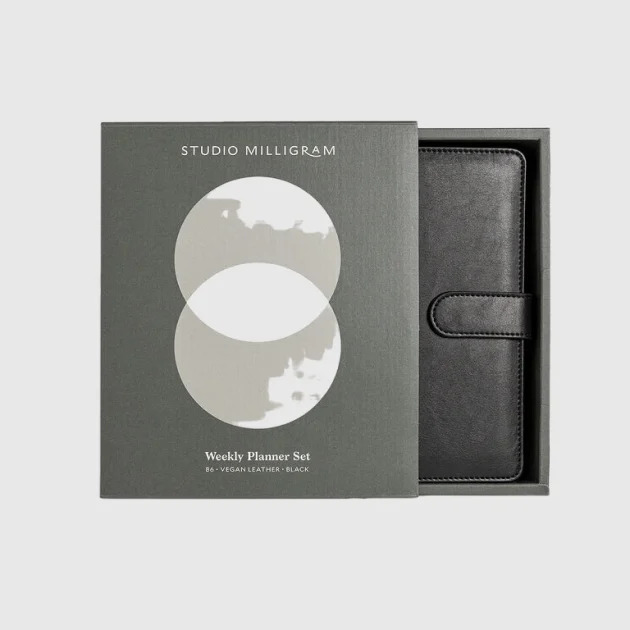 STUDIO MILLIGRAM
Weekly Planner Set
B6 • VEGAN LEATHER • BLACK